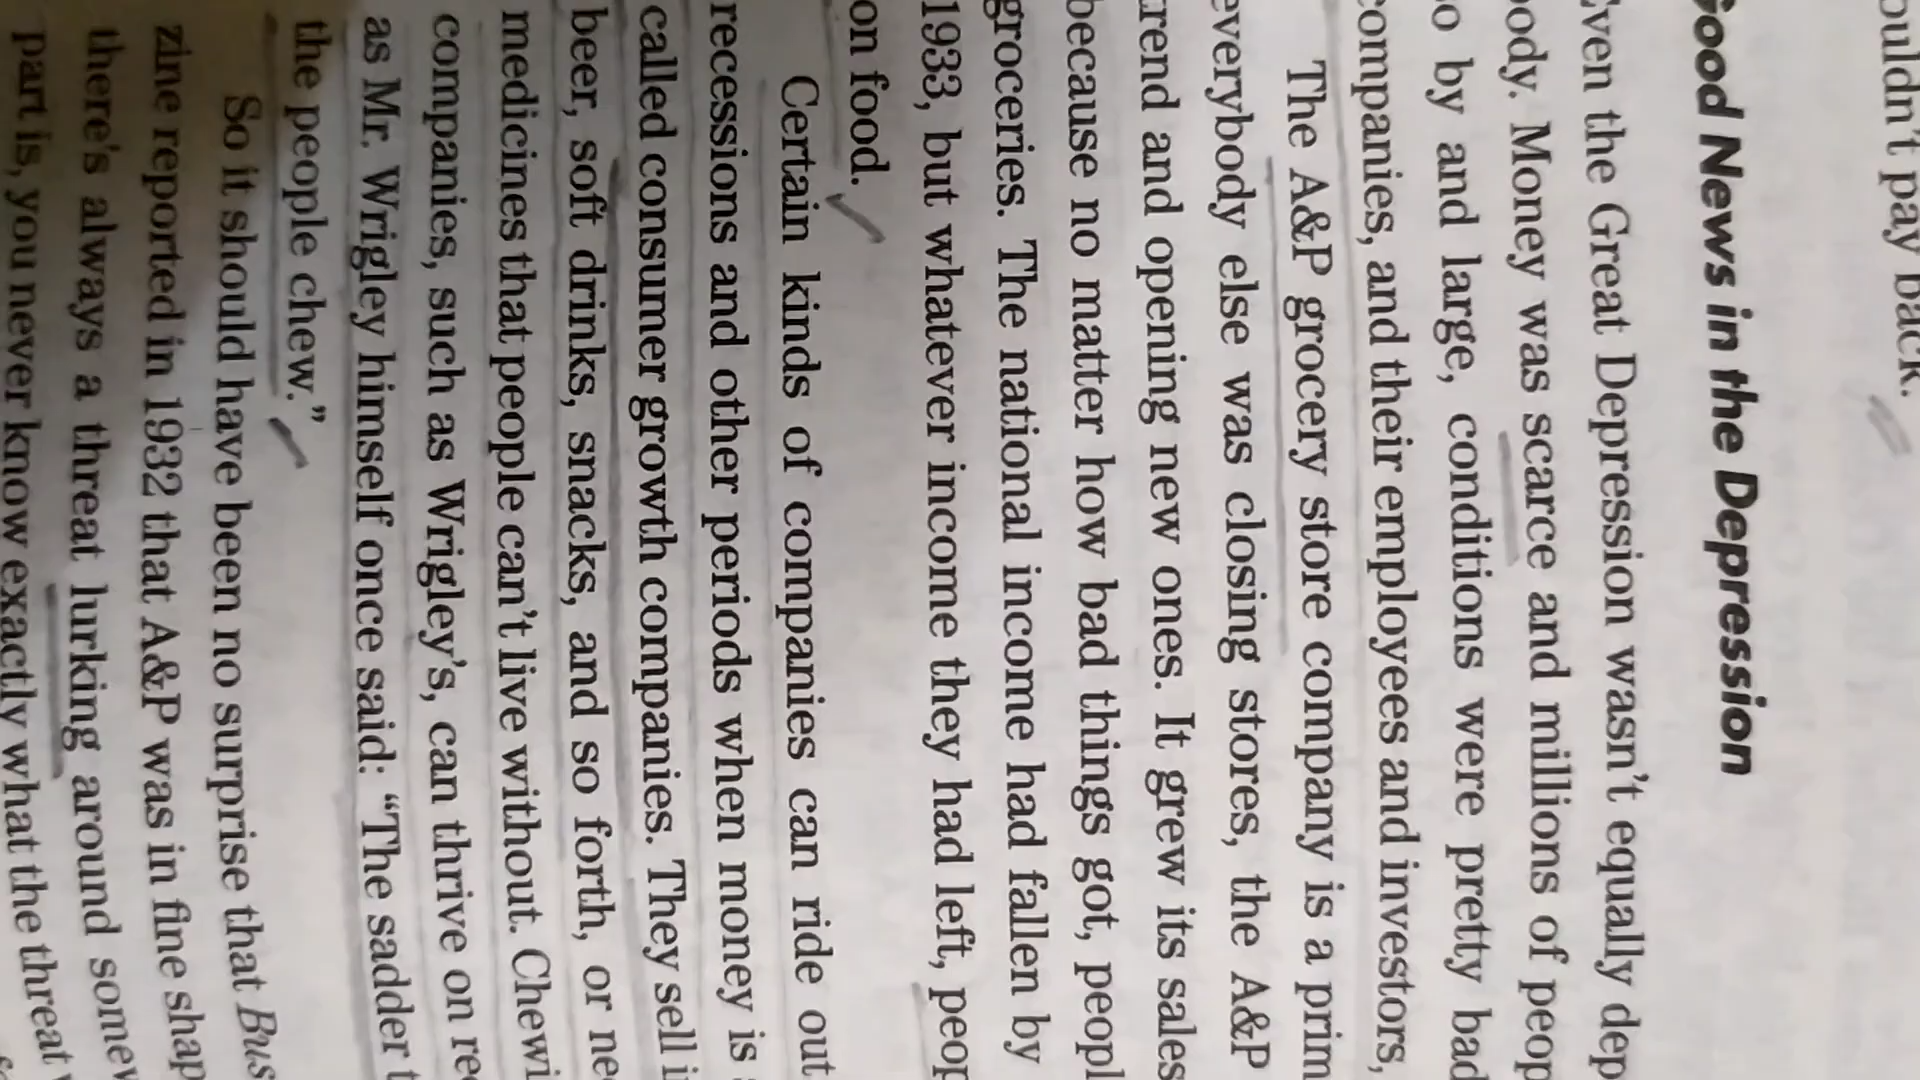 ouldn't pay back.
Good News in the Depression
Even the Great Depression wasn't equally dep
body. Money was scarce and millions of peop
so by and large, conditions were pretty bad
companies, and their employees and investors,
The A&P grocery store company is a prim
everybody else was closing stores, the A&P
trend and opening new ones. It grew its sales
because no matter how bad things got, peopl
groceries. The national income had fallen by
1933, but whatever income they had left, peop
on food.
Certain kinds of companies can ride out
recessions and other periods when money is
called consumer growth companies. They sell i
beer, soft drinks, snacks, and so forth, or ne
medicines that people can't live without. Chewi
companies, such as Wrigley's, can thrive on re
as Mr. Wrigley himself once said: "The sadder t
the people chew."
So it should have been no surprise that Bus
zine reported in 1932 that A&P was in fine shap
there's always a threat lurking around somew
part is, you never know exactly what the threat